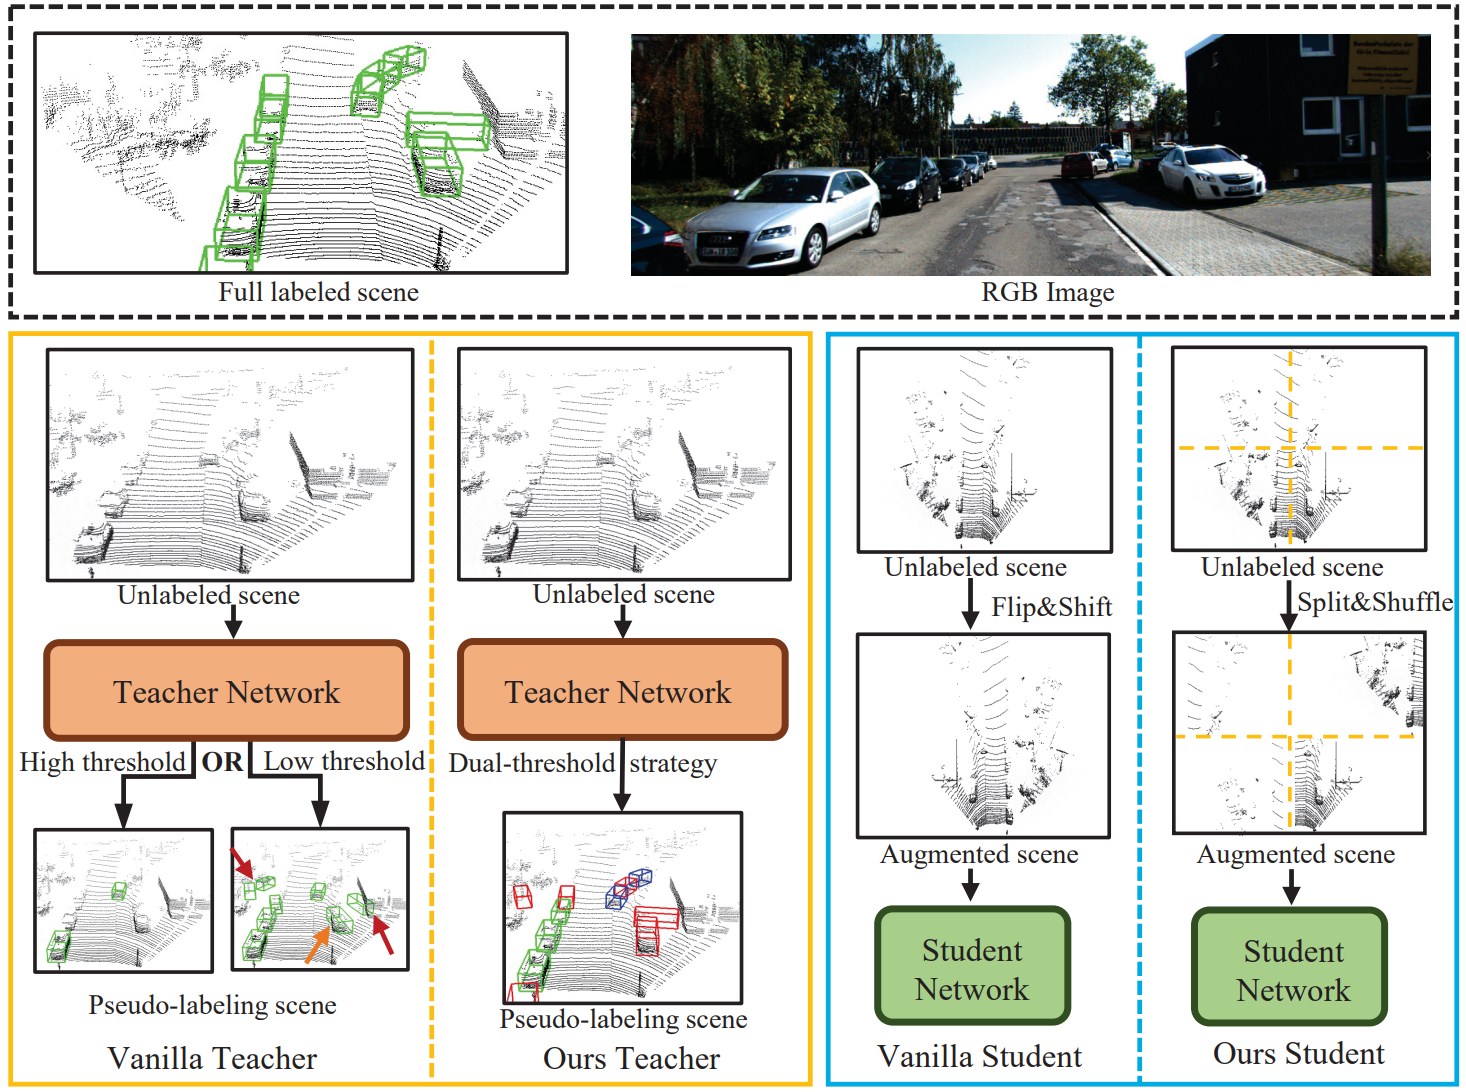 Full labeled scene
RGB Image
Unlabeled scene
Teacher Network
High threshold OR Low threshold
Pseudo-labeling scene
Vanilla Teacher
Unlabeled scene
Teacher Network
Dual-threshold strategy
Pseudo-labeling scene
Ours Teacher
Unlabeled scene
Flip&Shift
Augmented scene
Student
Network
Vanilla Student
Unlabeled scene
Split&Shuffle
Augmented scene
Student
Network
Ours Student